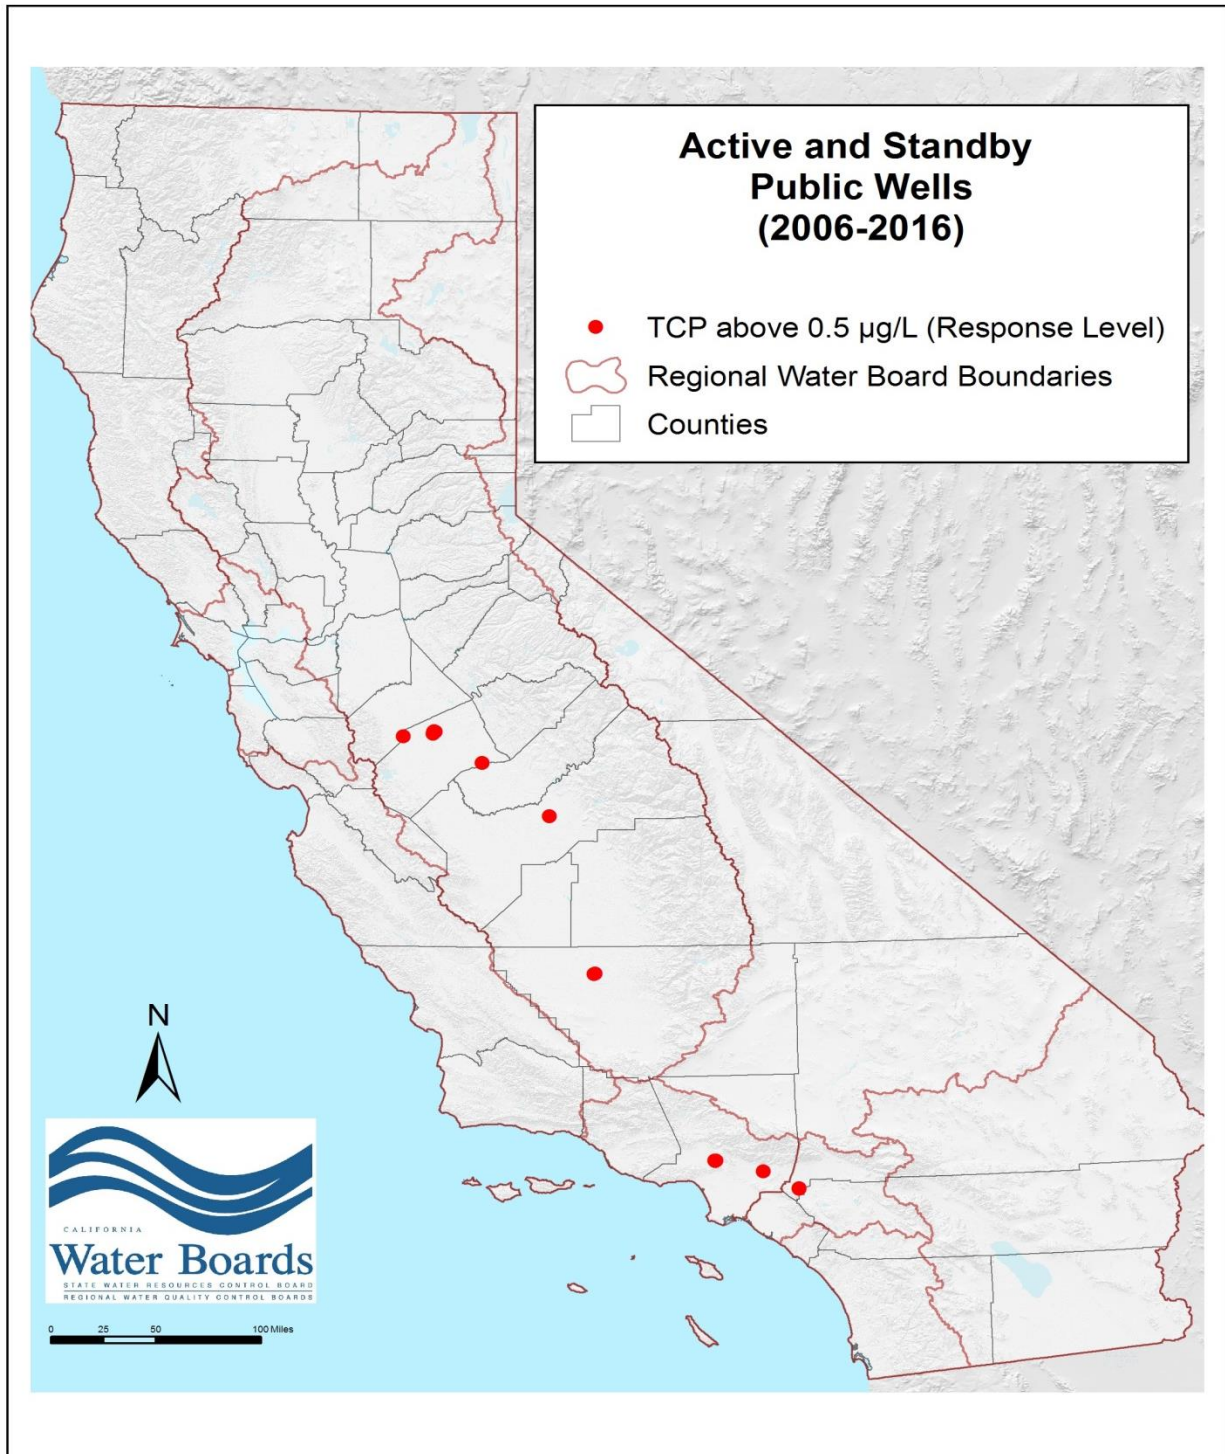 Active and Standby
Public Wells
(2006-2016)
TCP above 0.5 µg/L (Response Level)
Regional Water Board Boundaries
Counties
N
CALIFORNIA
Water Boards
STATE WATER RESOURCES CONTROL BOARD
REGIONAL WATER QUALITY CONTROL BOARDS
0 25 50 100 Miles